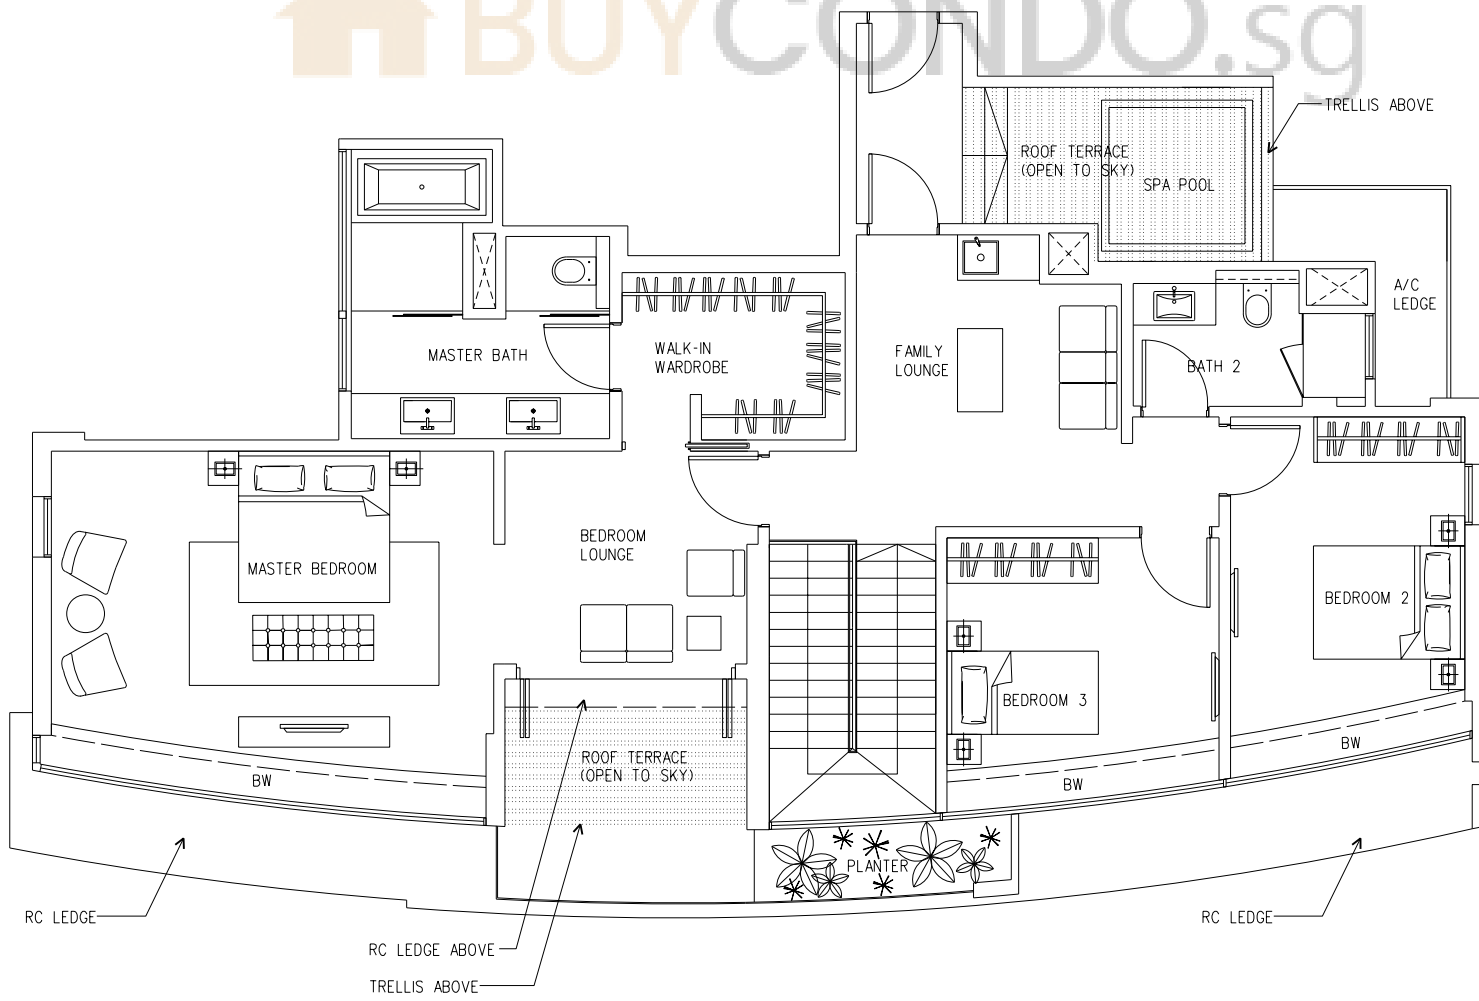 BUYCONDO.sg
TRELLIS ABOVE
ROOF TERRACE
(OPEN TO SKY)
SPA POOL
A/C
LEDGE
MASTER BATH
WALK-IN
WARDROBE
FAMILY
LOUNGE
BATH 2
BEDROOM
LOUNGE
MASTER BEDROOM
BEDROOM 2
BEDROOM 3
ROOF TERRACE
(OPEN TO SKY)
BW
BW
BW
PLANTER
RC LEDGE
RC LEDGE
RC LEDGE ABOVE
TRELLIS ABOVE